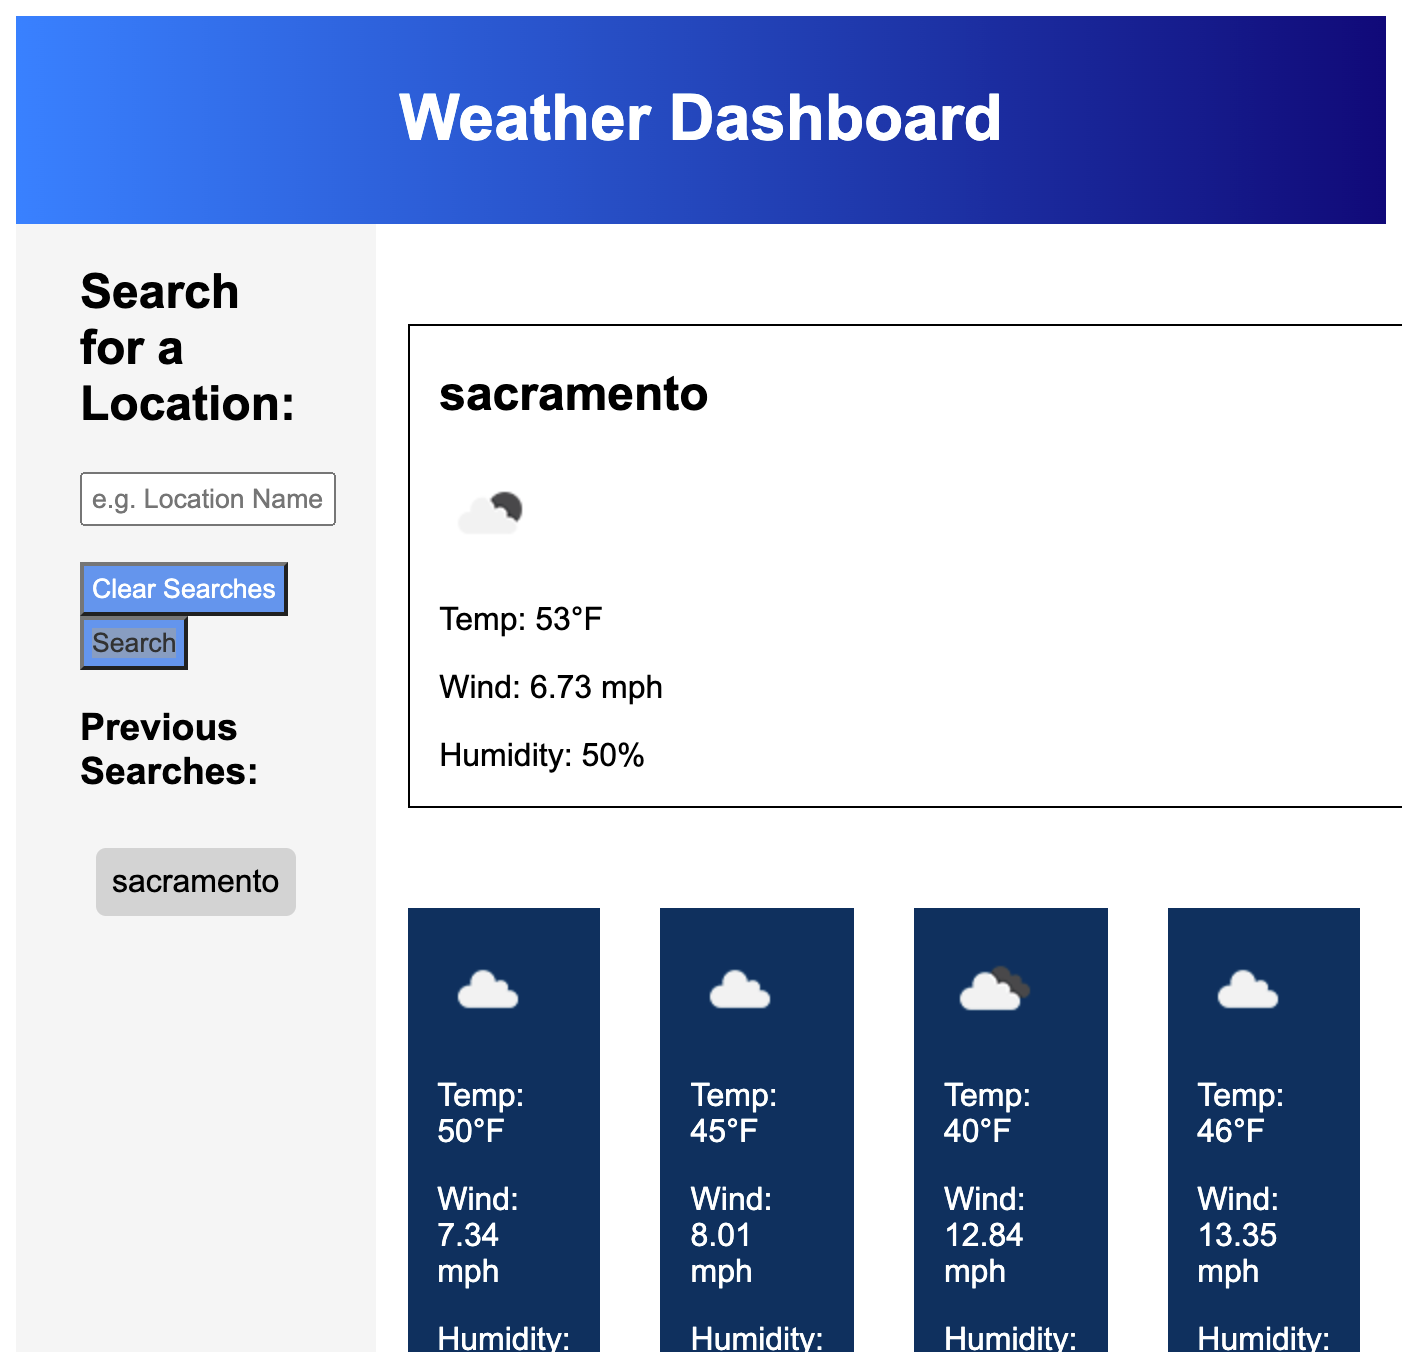 Weather Dashboard
Search
for a
Location:
e.g. Location Name
Clear Searches
Search
Previous
Searches:
sacramento
sacramento
Temp: 53°F
Wind: 6.73 mph
Humidity: 50%
Temp:
50°F
Wind:
7.34
mph
Humidity:
Temp:
45°F
Wind:
8.01
mph
Humidity:
Temp:
40°F
Wind:
12.84
mph
Humidity:
Temp:
46°F
Wind:
13.35
mph
Humidity: